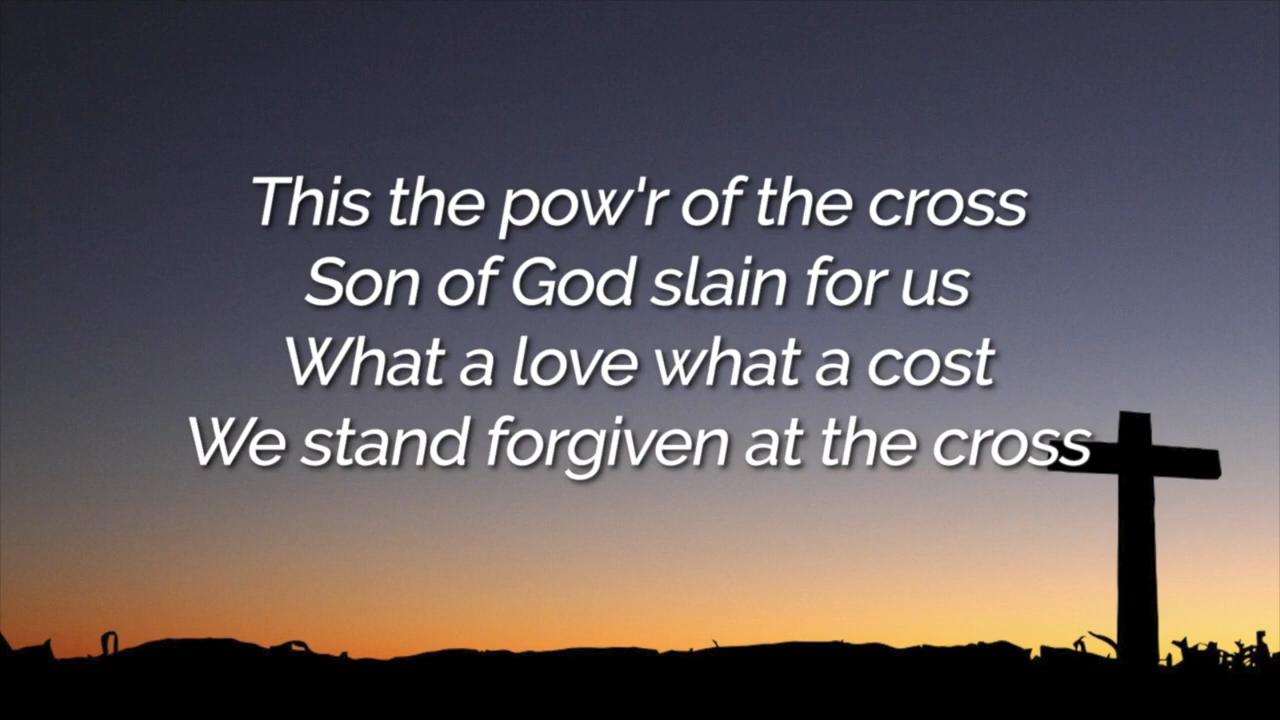 This the pow'r of the cross
Son of God slain for us
What a love what a cost
We stand forgiven at the cross